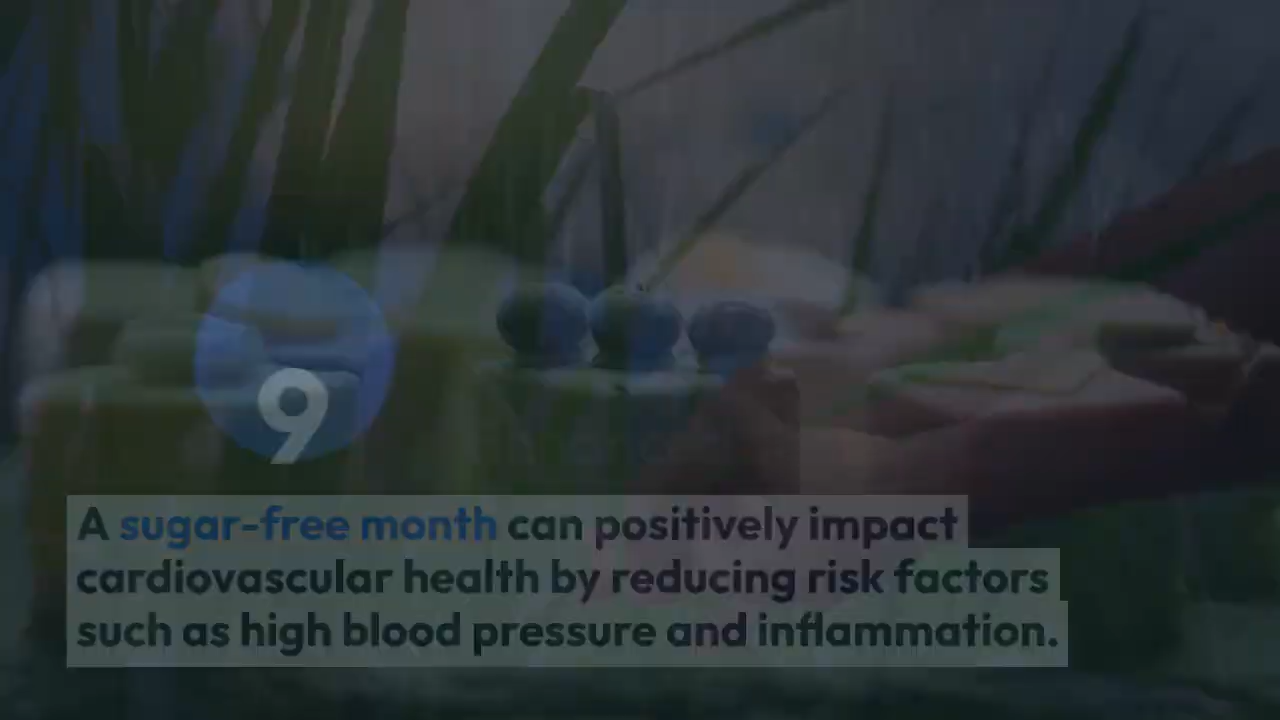 9
A sugar-free month can positively impact
cardiovascular health by reducing risk factors
such as high blood pressure and inflammation.